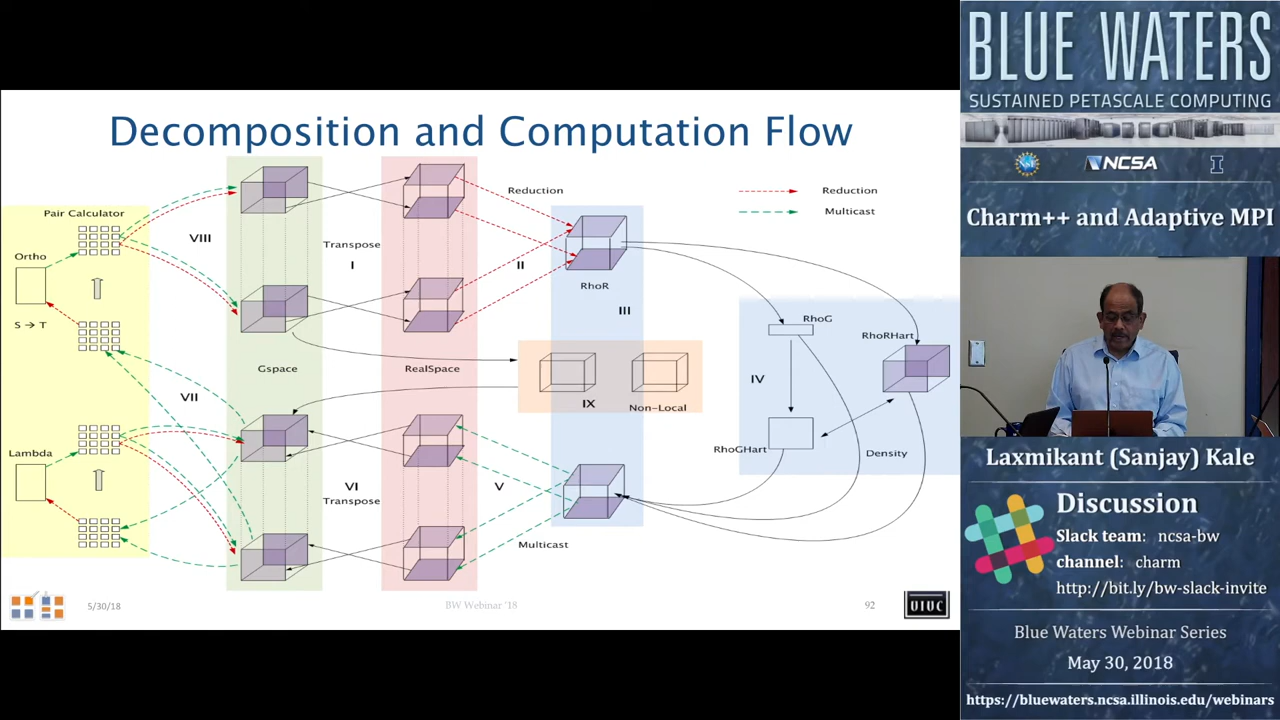 Decomposition and Computation Flow
Pair Calculator
Ortho
S → T
Lambda
VIII
VII
Gspace
Transpose
I
VI
Transpose
RealSpace
Reduction
II
V
Multicast
RhoR
III
IX
Non-Local
Reduction
Multicast
RhoG
RhoRHart
IV
RhoGHart
Density
5/30/18
BW Webinar '18
92
UIUC
BLUE WATERS
SUSTAINED PETASCALE COMPUTING
NSF
NCSA
I
Charm++ and Adaptive MPI
Laxmikant (Sanjay) Kale
Discussion
Slack team: ncsa-bw
channel: charm
http://bit.ly/bw-slack-invite
Blue Waters Webinar Series
May 30, 2018
https://bluewaters.ncsa.illinois.edu/webinars